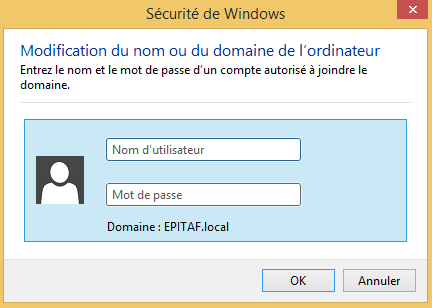 Sécurité de Windows
Modification du nom ou du domaine de l'ordinateur
Entrez le nom et le mot de passe d'un compte autorisé à joindre le
domaine.
Nom d'utilisateur
Mot de passe
Domaine : EPITAF.local
OK
Annuler